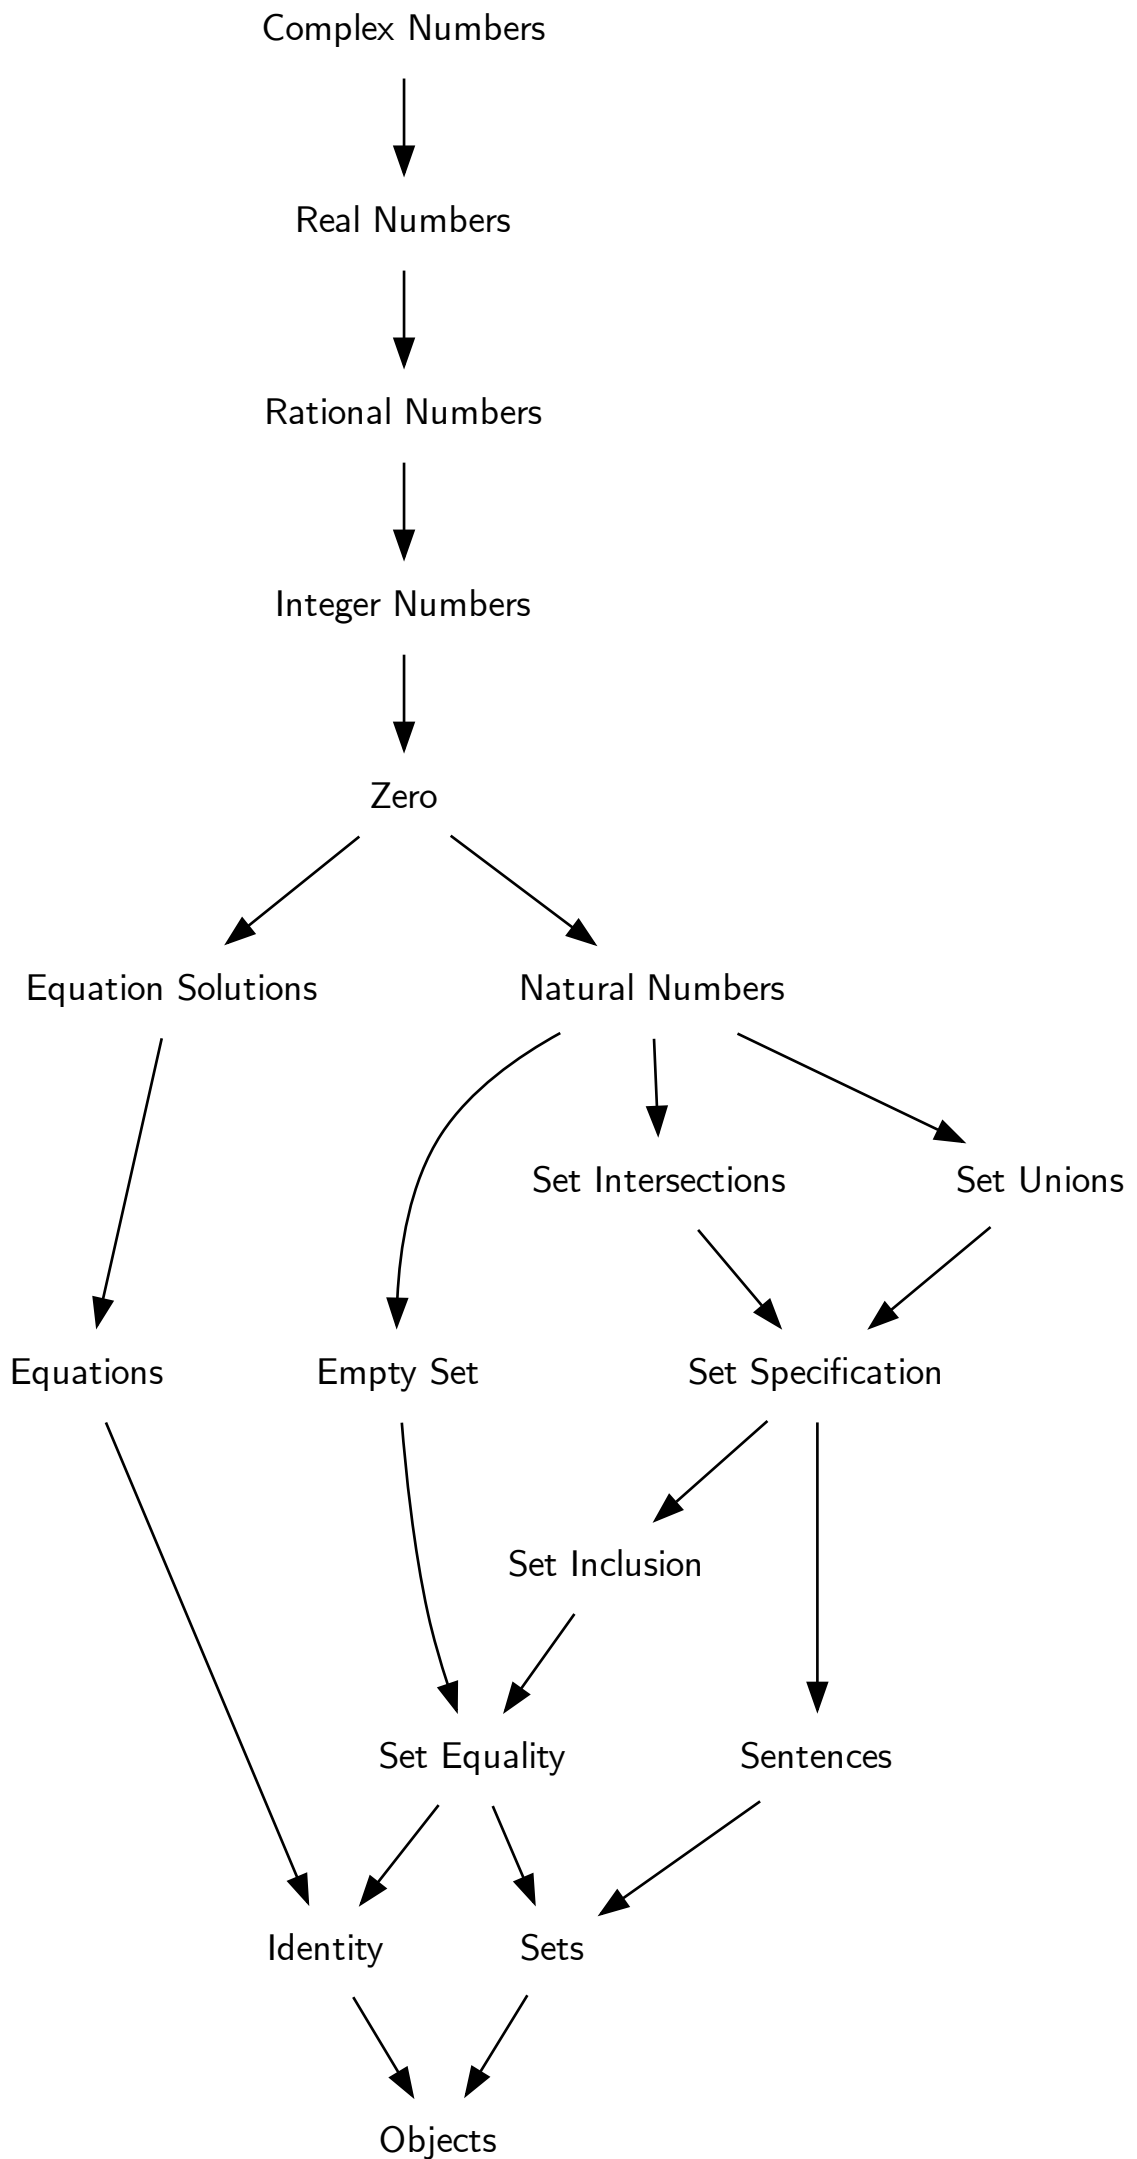 Complex Numbers
Real Numbers
Rational Numbers
Integer Numbers
Zero
Equation Solutions
Natural Numbers
Set Intersections
Set Unions
Equations
Empty Set
Set Specification
Set Inclusion
Set Equality
Sentences
Identity
Sets
Objects